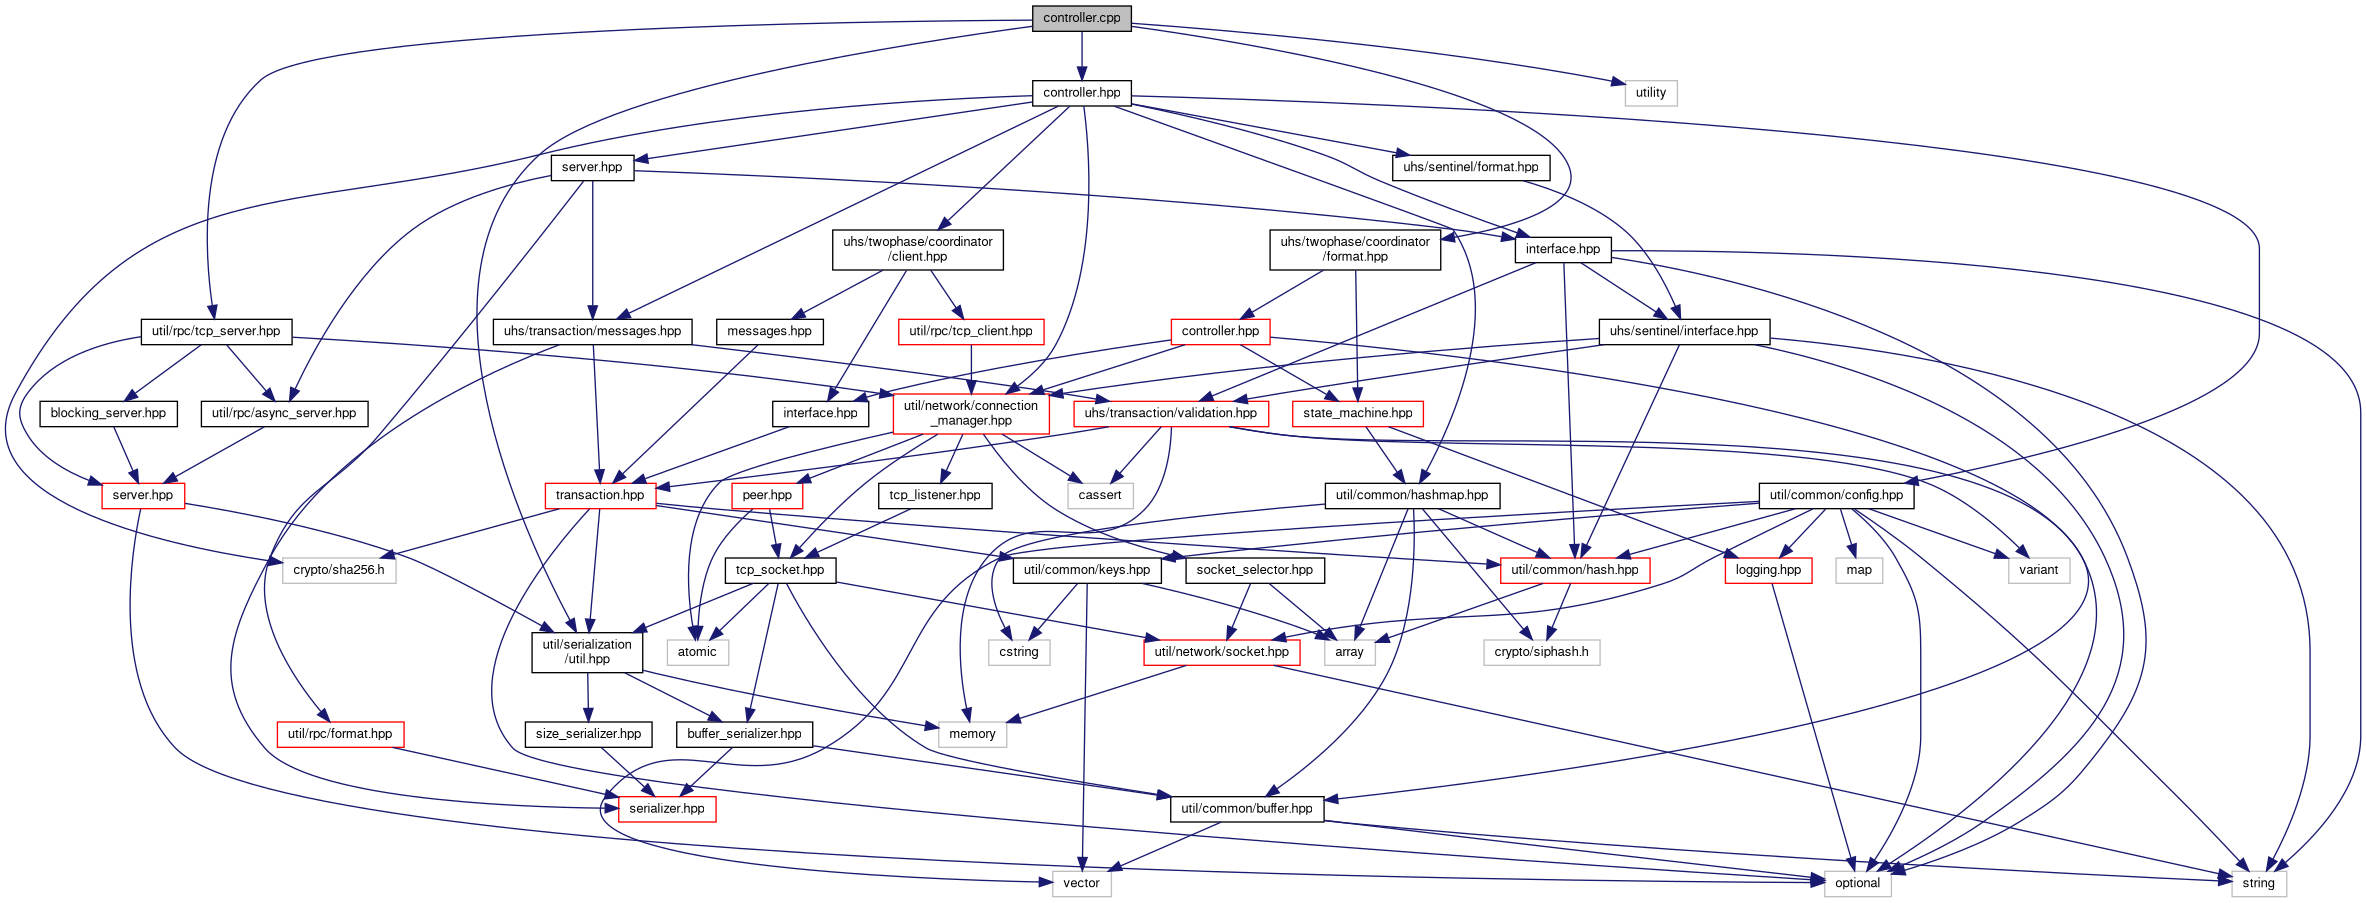 controller.cpp
controller.hpp
utility
server.hpp
uhs/sentinel/format.hpp
uhs/twophase/coordinator
/client.hpp
uhs/twophase/coordinator
/format.hpp
interface.hpp
util/rpc/tcp_server.hpp
uhs/transaction/messages.hpp
messages.hpp
util/rpc/tcp_client.hpp
controller.hpp
uhs/sentinel/interface.hpp
blocking_server.hpp
util/rpc/async_server.hpp
interface.hpp
util/network/connection
_manager.hpp
uhs/transaction/validation.hpp
state_machine.hpp
server.hpp
transaction.hpp
peer.hpp
tcp_listener.hpp
cassert
util/common/hashmap.hpp
util/common/config.hpp
crypto/sha256.h
tcp_socket.hpp
util/common/keys.hpp
socket_selector.hpp
util/common/hash.hpp
logging.hpp
map
variant
util/serialization
/util.hpp
atomic
cstring
util/network/socket.hpp
array
crypto/siphash.h
util/rpc/format.hpp
size_serializer.hpp
buffer_serializer.hpp
memory
serializer.hpp
util/common/buffer.hpp
vector
optional
string